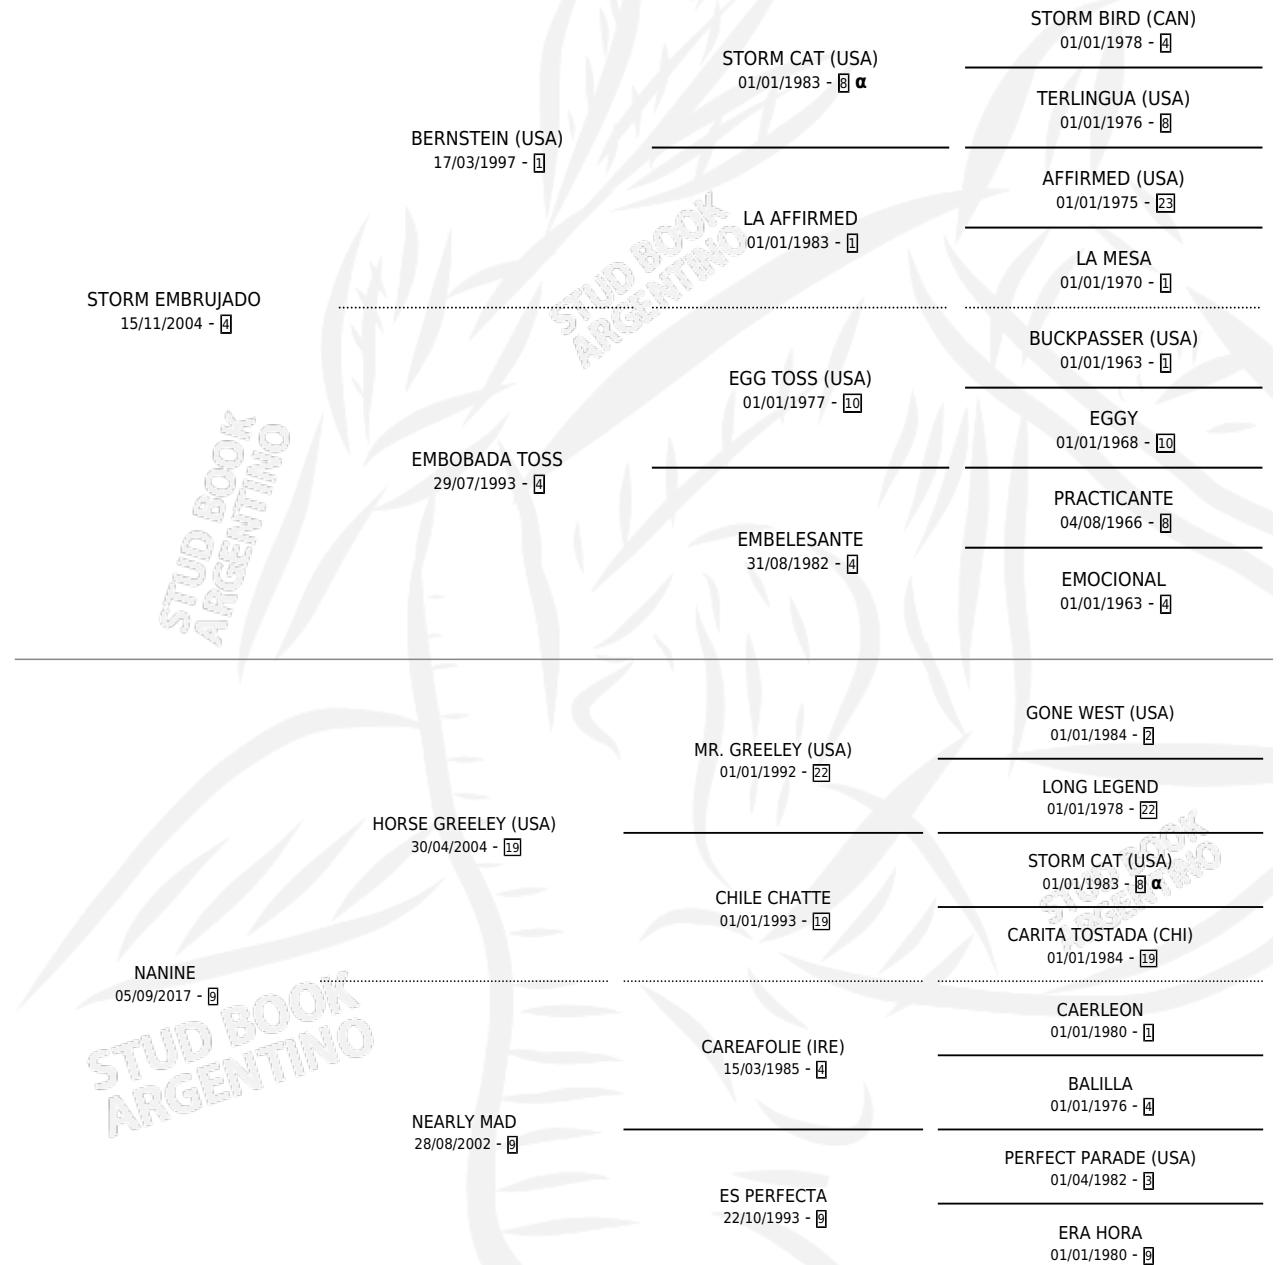 STORM BIRD (CAN)
01/01/1978 - 4
STORM CAT (USA)
01/01/1983 - 8 α
TERLINGUA (USA)
01/01/1976 - 8
BERNSTEIN (USA)
17/03/1997 - 1
AFFIRMED (USA)
01/01/1975 - 23
LA AFFIRMED
01/01/1983 - 1
LA MESA
01/01/1970 - 1
STORM EMBRUJADO
15/11/2004 - 4
BUCKPASSER (USA)
01/01/1963 - 1
EGG TOSS (USA)
01/01/1977 - 10
EGGY
01/01/1968 - 10
EMBOBADA TOSS
29/07/1993 - 4
PRACTICANTE
04/08/1966 - 8
EMBELESANTE
31/08/1982 - 4
EMOCIONAL
01/01/1963 - 4
STUD BOOK
ARGENTINO
STUD BOOK
ARGENTINO
GONE WEST (USA)
01/01/1984 - 2
MR. GREELEY (USA)
01/01/1992 - 22
LONG LEGEND
01/01/1978 - 22
HORSE GREELEY (USA)
30/04/2004 - 19
STORM CAT (USA)
01/01/1983 - 8 α
CHILE CHATTE
01/01/1993 - 19
CARITA TOSTADA (CHI)
01/01/1984 - 19
NANINE
05/09/2017 - 9
CAERLEON
01/01/1980 - 1
CAREAFOLIE (IRE)
15/03/1985 - 4
BALILLA
01/01/1976 - 4
NEARLY MAD
28/08/2002 - 9
PERFECT PARADE (USA)
01/04/1982 - 3
ES PERFECTA
22/10/1993 - 9
ERA HORA
01/01/1980 - 9
STUD BOOK
ARGENTINO
STUD BOOK
ARGENTINO